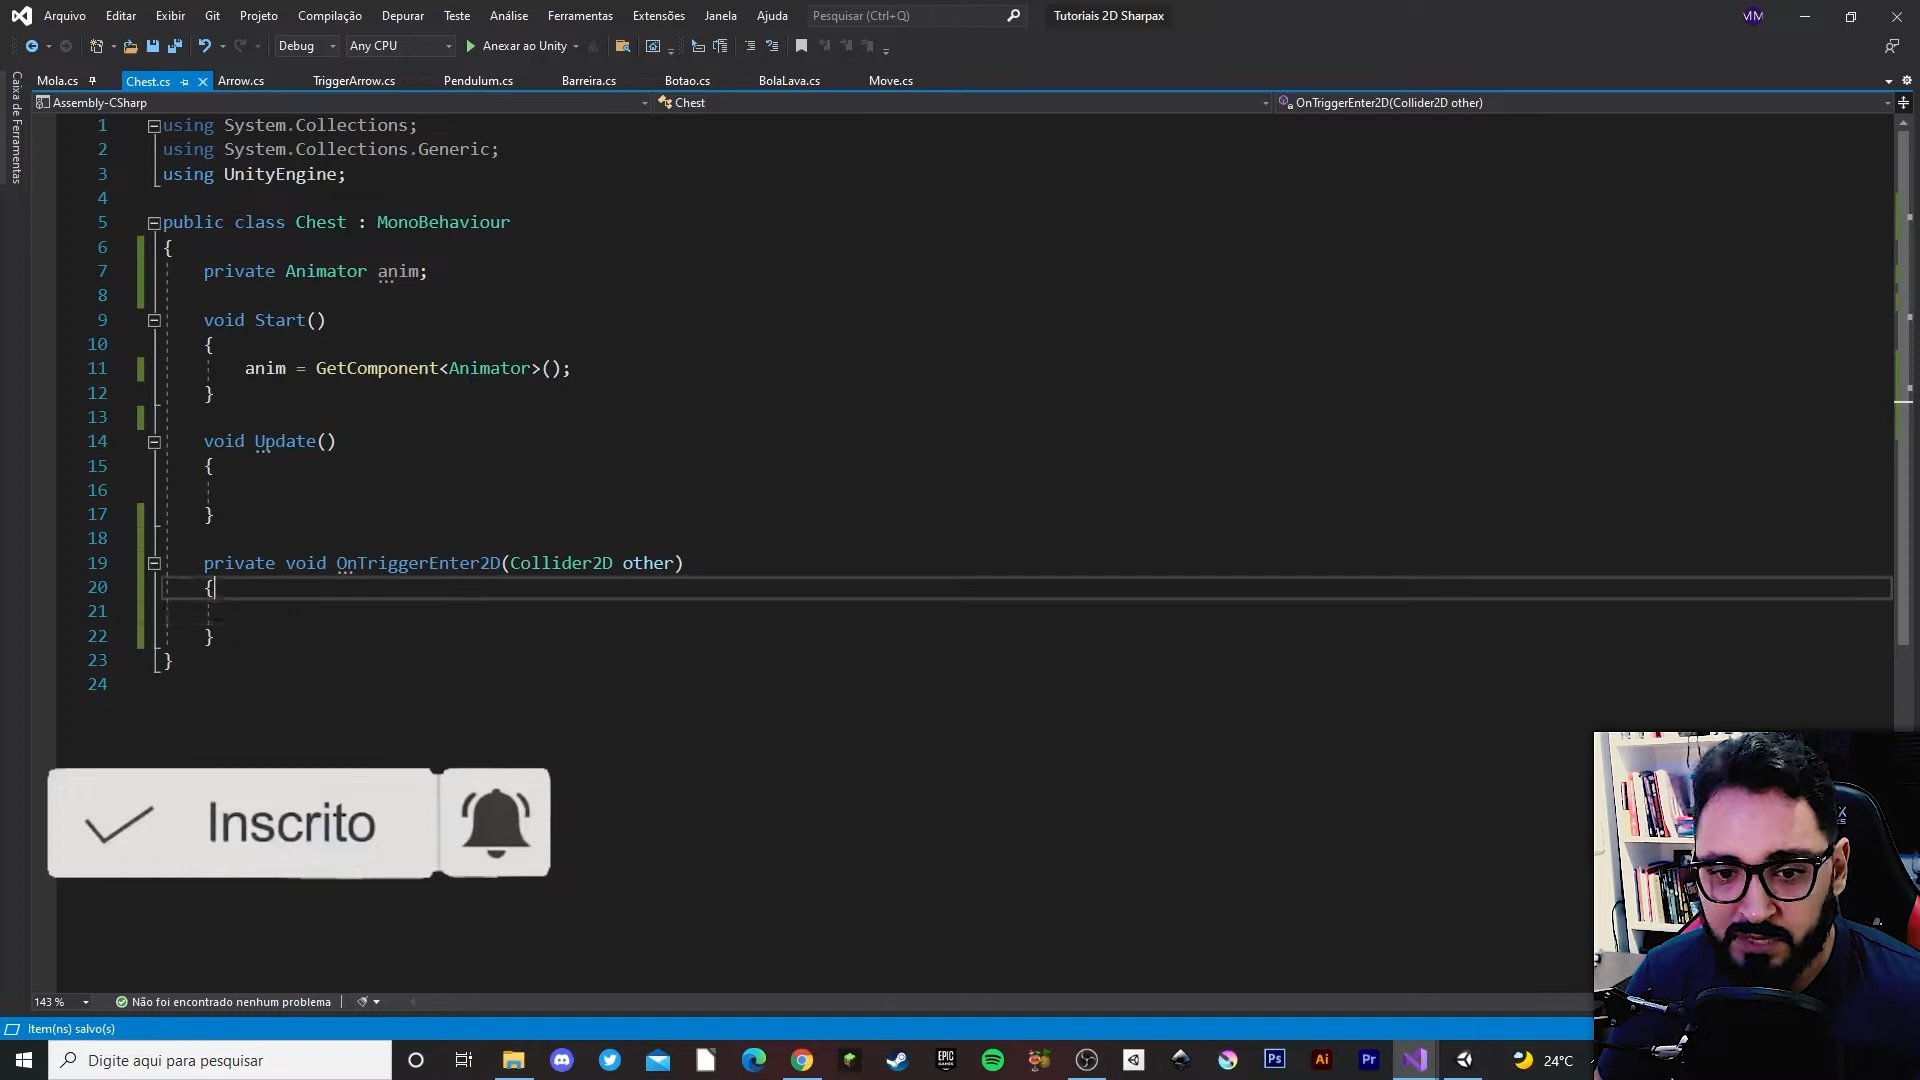 Arquivo Editar Exibir Git Projeto Compilação Depurar Teste Análise Ferramentas Extensões Janela Ajuda Pesquisar (Ctrl+Q) Tutoriais 2D Sharpax MM
Debug Any CPU Anexar ao Unity
Caixa de Ferramentas
Mola.cs Chest.cs Arrow.cs TriggerArrow.cs Pendulum.cs Barreira.cs Botao.cs BolaLava.cs Move.cs
Assembly-CSharp Chest OnTriggerEnter2D(Collider2D other)
1 using System.Collections;
2 using System.Collections.Generic;
3 using UnityEngine;
4
5 public class Chest : MonoBehaviour
6 {
7 private Animator anim;
8
9 void Start()
10 {
11 anim = GetComponent<Animator>();
12 }
13
14 void Update()
15 {
16
17 }
18
19 private void OnTriggerEnter2D(Collider2D other)
20 {
21
22 }
23 }
24
Inscrito
143 % Não foi encontrado nenhum problema
Item(ns) salvo(s)
Digite aqui para pesquisar EPIC GAMES Ps Ai Pr 24°C